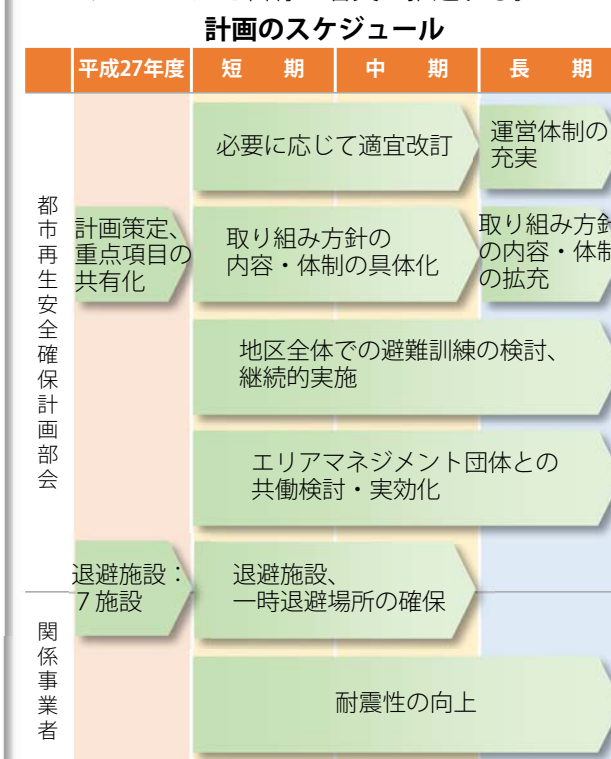 計画のスケジュール
平成27年度 短 期 中 期 長 期
都市再生安全確保計画部会
計画策定、
重点項目の
共有化
必要に応じて適宜改訂
運営体制の
充実
取り組み方針の
内容・体制の具体化
取り組み方針
の内容・体制
の拡充
地区全体での避難訓練の検討、
継続的実施
エリアマネジメント団体との
共働検討・実効化
退避施設：
7 施設
退避施設、
一時退避場所の確保
関係事業者
耐震性の向上